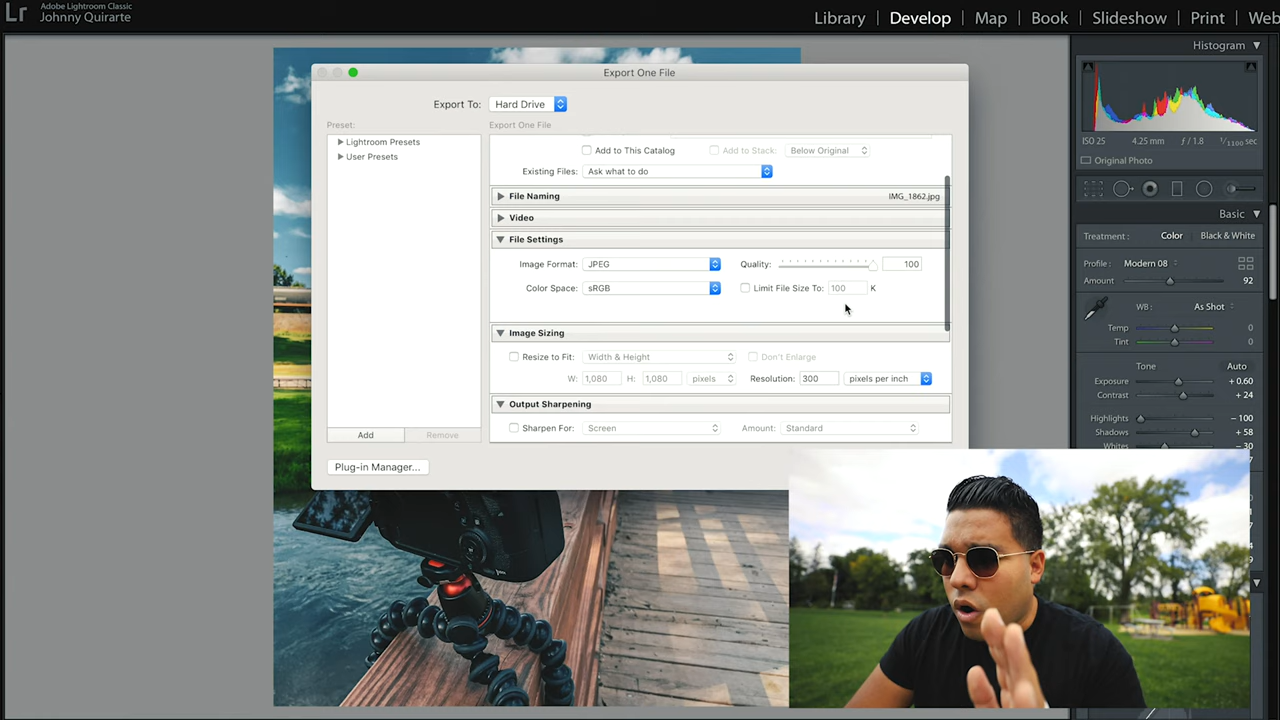 Lr
Adobe Lightroom Classic
Johnny Quirarte
Library | Develop | Map | Book | Slideshow | Print | Web
Histogram
ISO 25 4.25 mm f / 1.8 1/1100 sec
Original Photo
Basic
Treatment : Color Black & White
Profile : Modern 08
Amount 92
WB : As Shot
Temp 0
Tint 0
Tone Auto
Exposure + 0.60
Contrast + 24
Highlights − 100
Shadows + 58
Whites − 30
Export One File
Export To: Hard Drive
Preset:
Export One File
Lightroom Presets
User Presets
Add to This Catalog Add to Stack: Below Original
Existing Files: Ask what to do
File Naming IMG_1862.jpg
Video
File Settings
Image Format: JPEG Quality: 100
Color Space: sRGB Limit File Size To: 100 K
Image Sizing
Resize to Fit: Width & Height Don't Enlarge
W: 1,080 H: 1,080 pixels Resolution: 300 pixels per inch
Output Sharpening
Sharpen For: Screen Amount: Standard
Add Remove
Plug-in Manager...